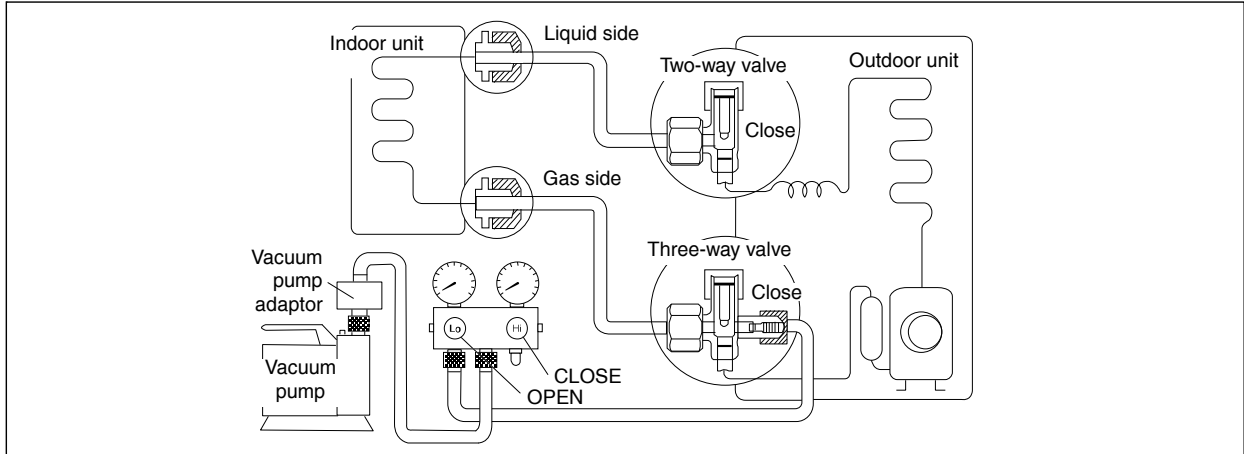 Indoor unit
Liquid side
Two-way valve
Outdoor unit
Close
Gas side
Three-way valve
Close
Vacuum
pump
adaptor
Lo
Hi
Vacuum
pump
CLOSE
OPEN